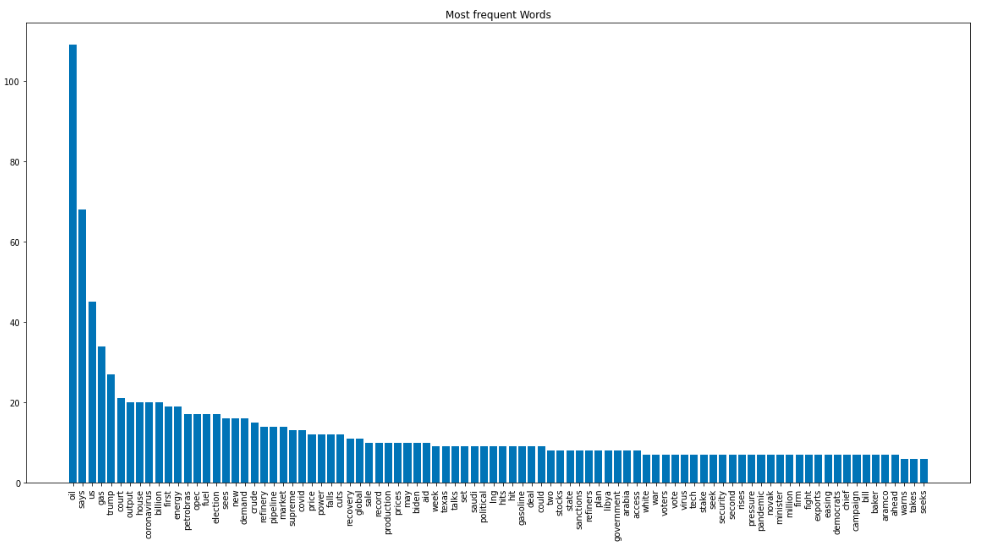 Most frequent Words
100
80
60
40
20
0
oil
says
us
gas
trump
court
output
house
coronavirus
billion
first
energy
petrobras
opec
fuel
election
sees
new
demand
crude
refinery
pipeline
market
supreme
covid
price
power
falls
cuts
recovery
global
sale
record
production
prices
may
biden
aid
week
texas
talks
set
saudi
political
lng
hits
hit
gasoline
deal
could
two
stocks
state
sanctions
refiners
plan
libya
government
arabia
access
white
war
voters
vote
virus
tech
stake
seek
security
second
rises
pressure
pandemic
novak
minister
million
firm
fight
exports
easing
democrats
chief
campaign
bill
baker
aramco
ahead
warns
takes
seeks